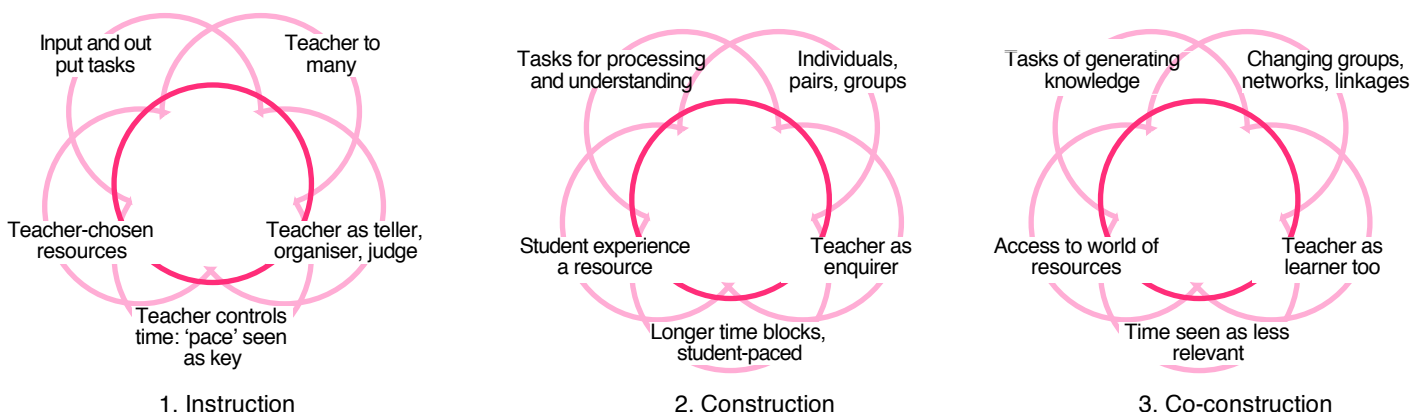 Input and out
put tasks
Teacher to
many
Teacher-chosen
resources
Teacher as teller,
organiser, judge
Teacher controls
time: ‘pace’ seen
as key
1. Instruction
Tasks for processing
and understanding
Individuals,
pairs, groups
Student experience
a resource
Teacher as
enquirer
Longer time blocks,
student-paced
2. Construction
Tasks of generating
knowledge
Changing groups,
networks, linkages
Access to world of
resources
Teacher as
learner too
Time seen as less
relevant
3. Co-construction